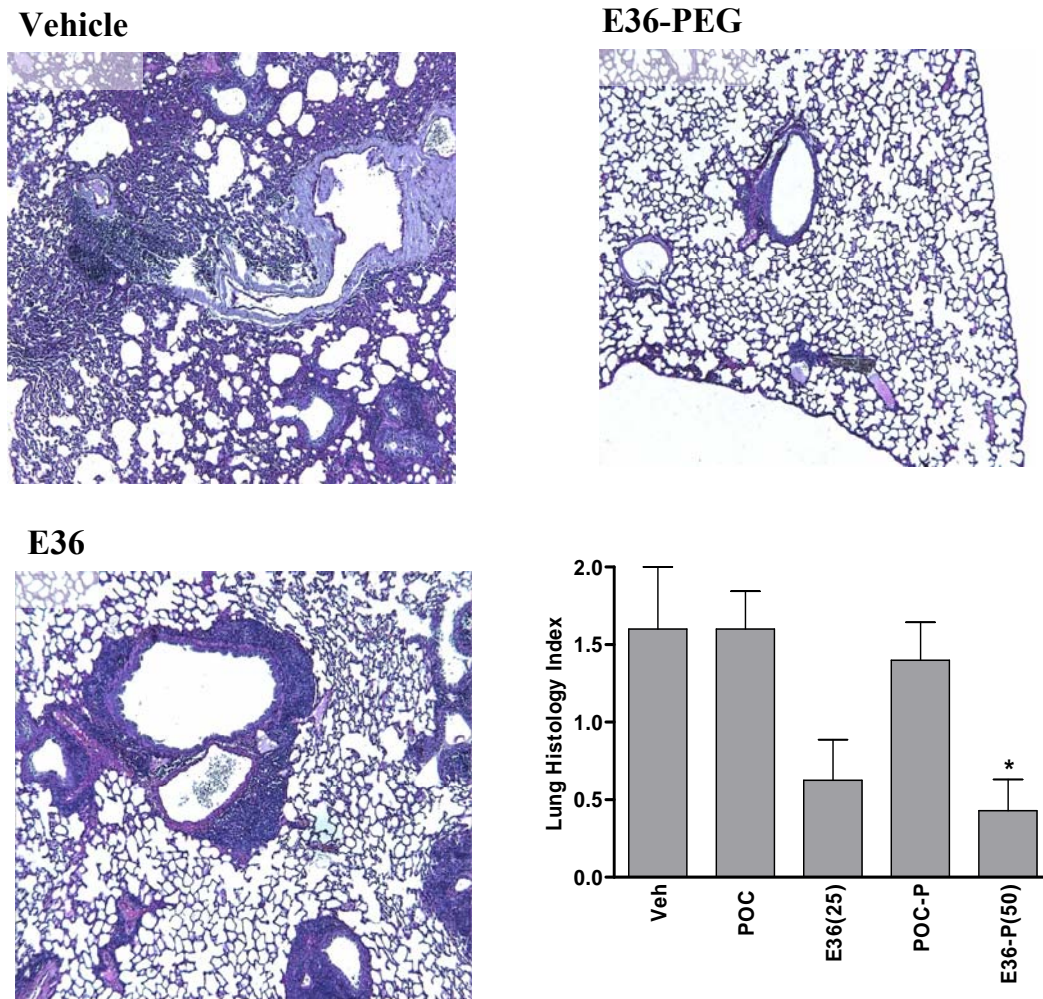 Vehicle
E36-PEG
E36
2.0
1.5
1.0
0.5
0.0
Lung Histology Index
*
Veh
POC
E36(25)
POC-P
E36-P(50)